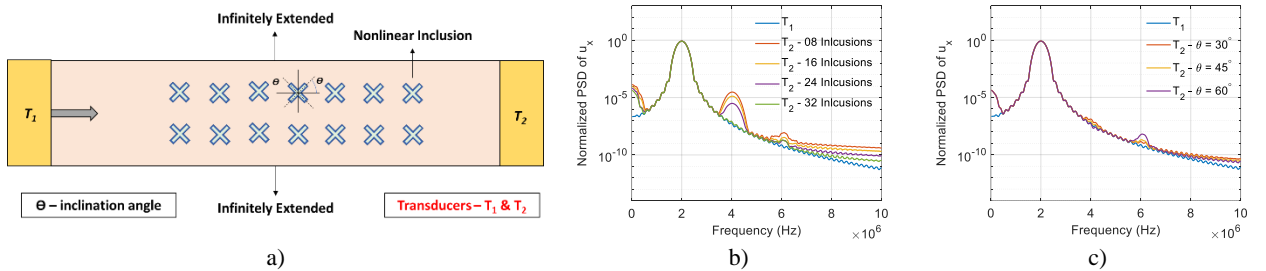 Infinitely Extended
Nonlinear Inclusion
T1
ө
ө
T2
ө – inclination angle
Infinitely Extended
Transducers – T1 & T2
a)
Normalized PSD of ux
10^0
10^-5
10^-10
0 2 4 6 8 10
Frequency (Hz)
×10^6
T1
T2 - 08 Inlcusions
T2 - 16 Inlcusions
T2 - 24 Inlcusions
T2 - 32 Inlcusions
b)
Normalized PSD of ux
10^0
10^-5
10^-10
0 2 4 6 8 10
Frequency (Hz)
×10^6
T1
T2 - θ = 30°
T2 - θ = 45°
T2 - θ = 60°
c)